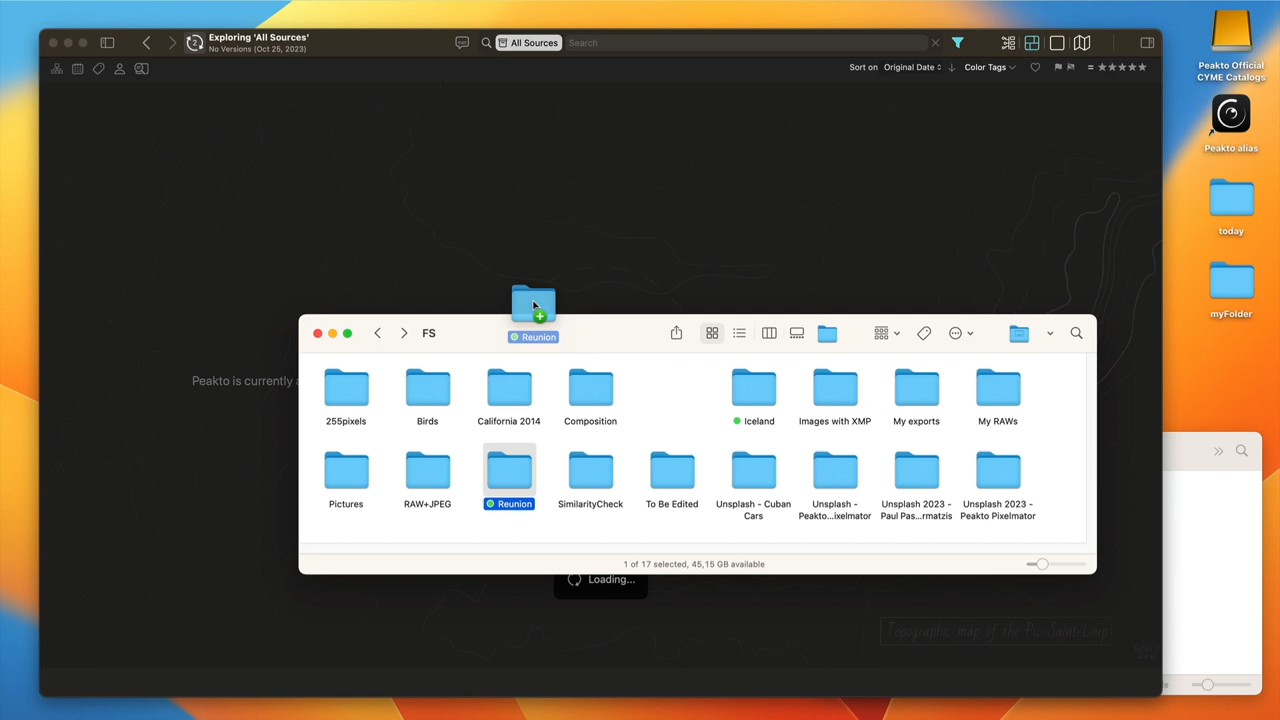 Exploring 'All Sources'
No Versions (Oct 25, 2023)
2
All Sources
Search
Sort on Original Date
Color Tags
=
Peakto Official
CYME Catalogs
Peakto alias
today
myFolder
Reunion
FS
Peakto is currently
255pixels
Birds
California 2014
Composition
Iceland
Images with XMP
My exports
My RAWs
Pictures
RAW+JPEG
Reunion
SimilarityCheck
To Be Edited
Unsplash - Cuban
Cars
Unsplash -
Peakto...ixelmator
Unsplash 2023 -
Paul Pas...rmatzis
Unsplash 2023 -
Peakto Pixelmator
1 of 17 selected, 45,15 GB available
Loading...
Topographic map of the Pic-Saint-Loup